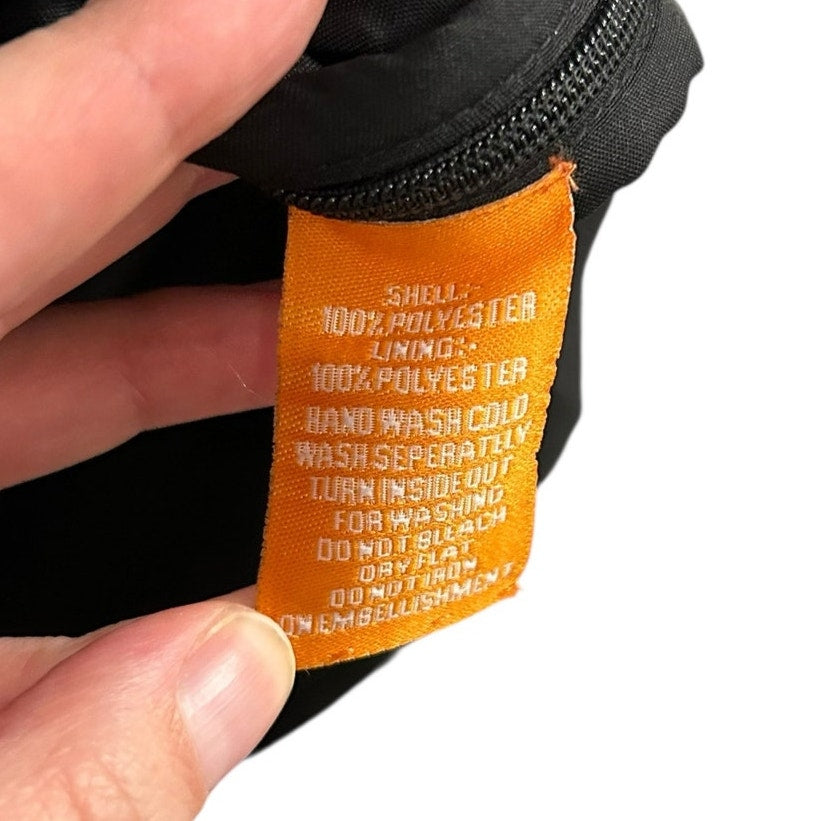 SHELL:-
100% POLYESTER
LINING:-
100% POLYESTER
HAND WASH COLD
WASH SEPERATELY
TURN INSIDE OUT
FOR WASHING
DO NOT BLEACH
DRY FLAT
DO NOT IRON
ON EMBELLISHMENT